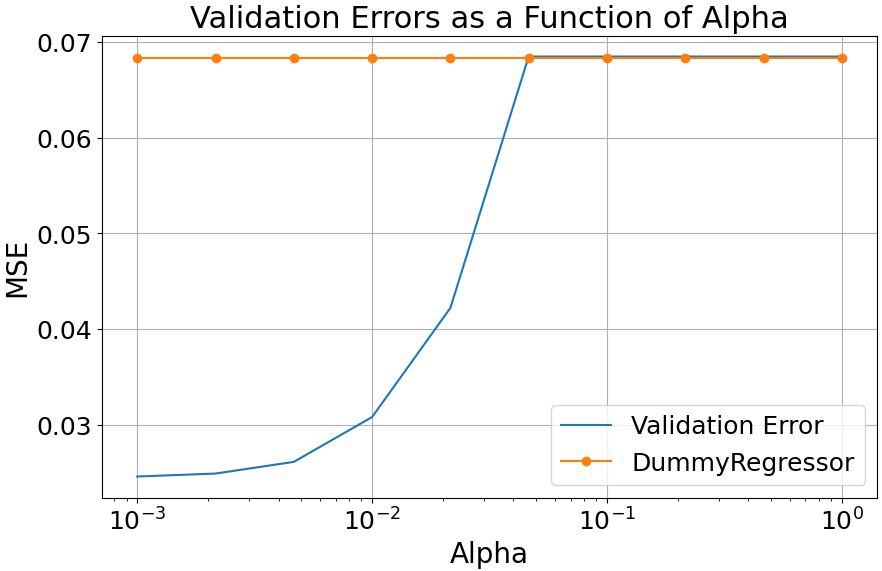 Validation Errors as a Function of Alpha
0.07
0.06
0.05
0.04
0.03
MSE
Validation Error
DummyRegressor
10⁻³ 10⁻² 10⁻¹ 10⁰
Alpha